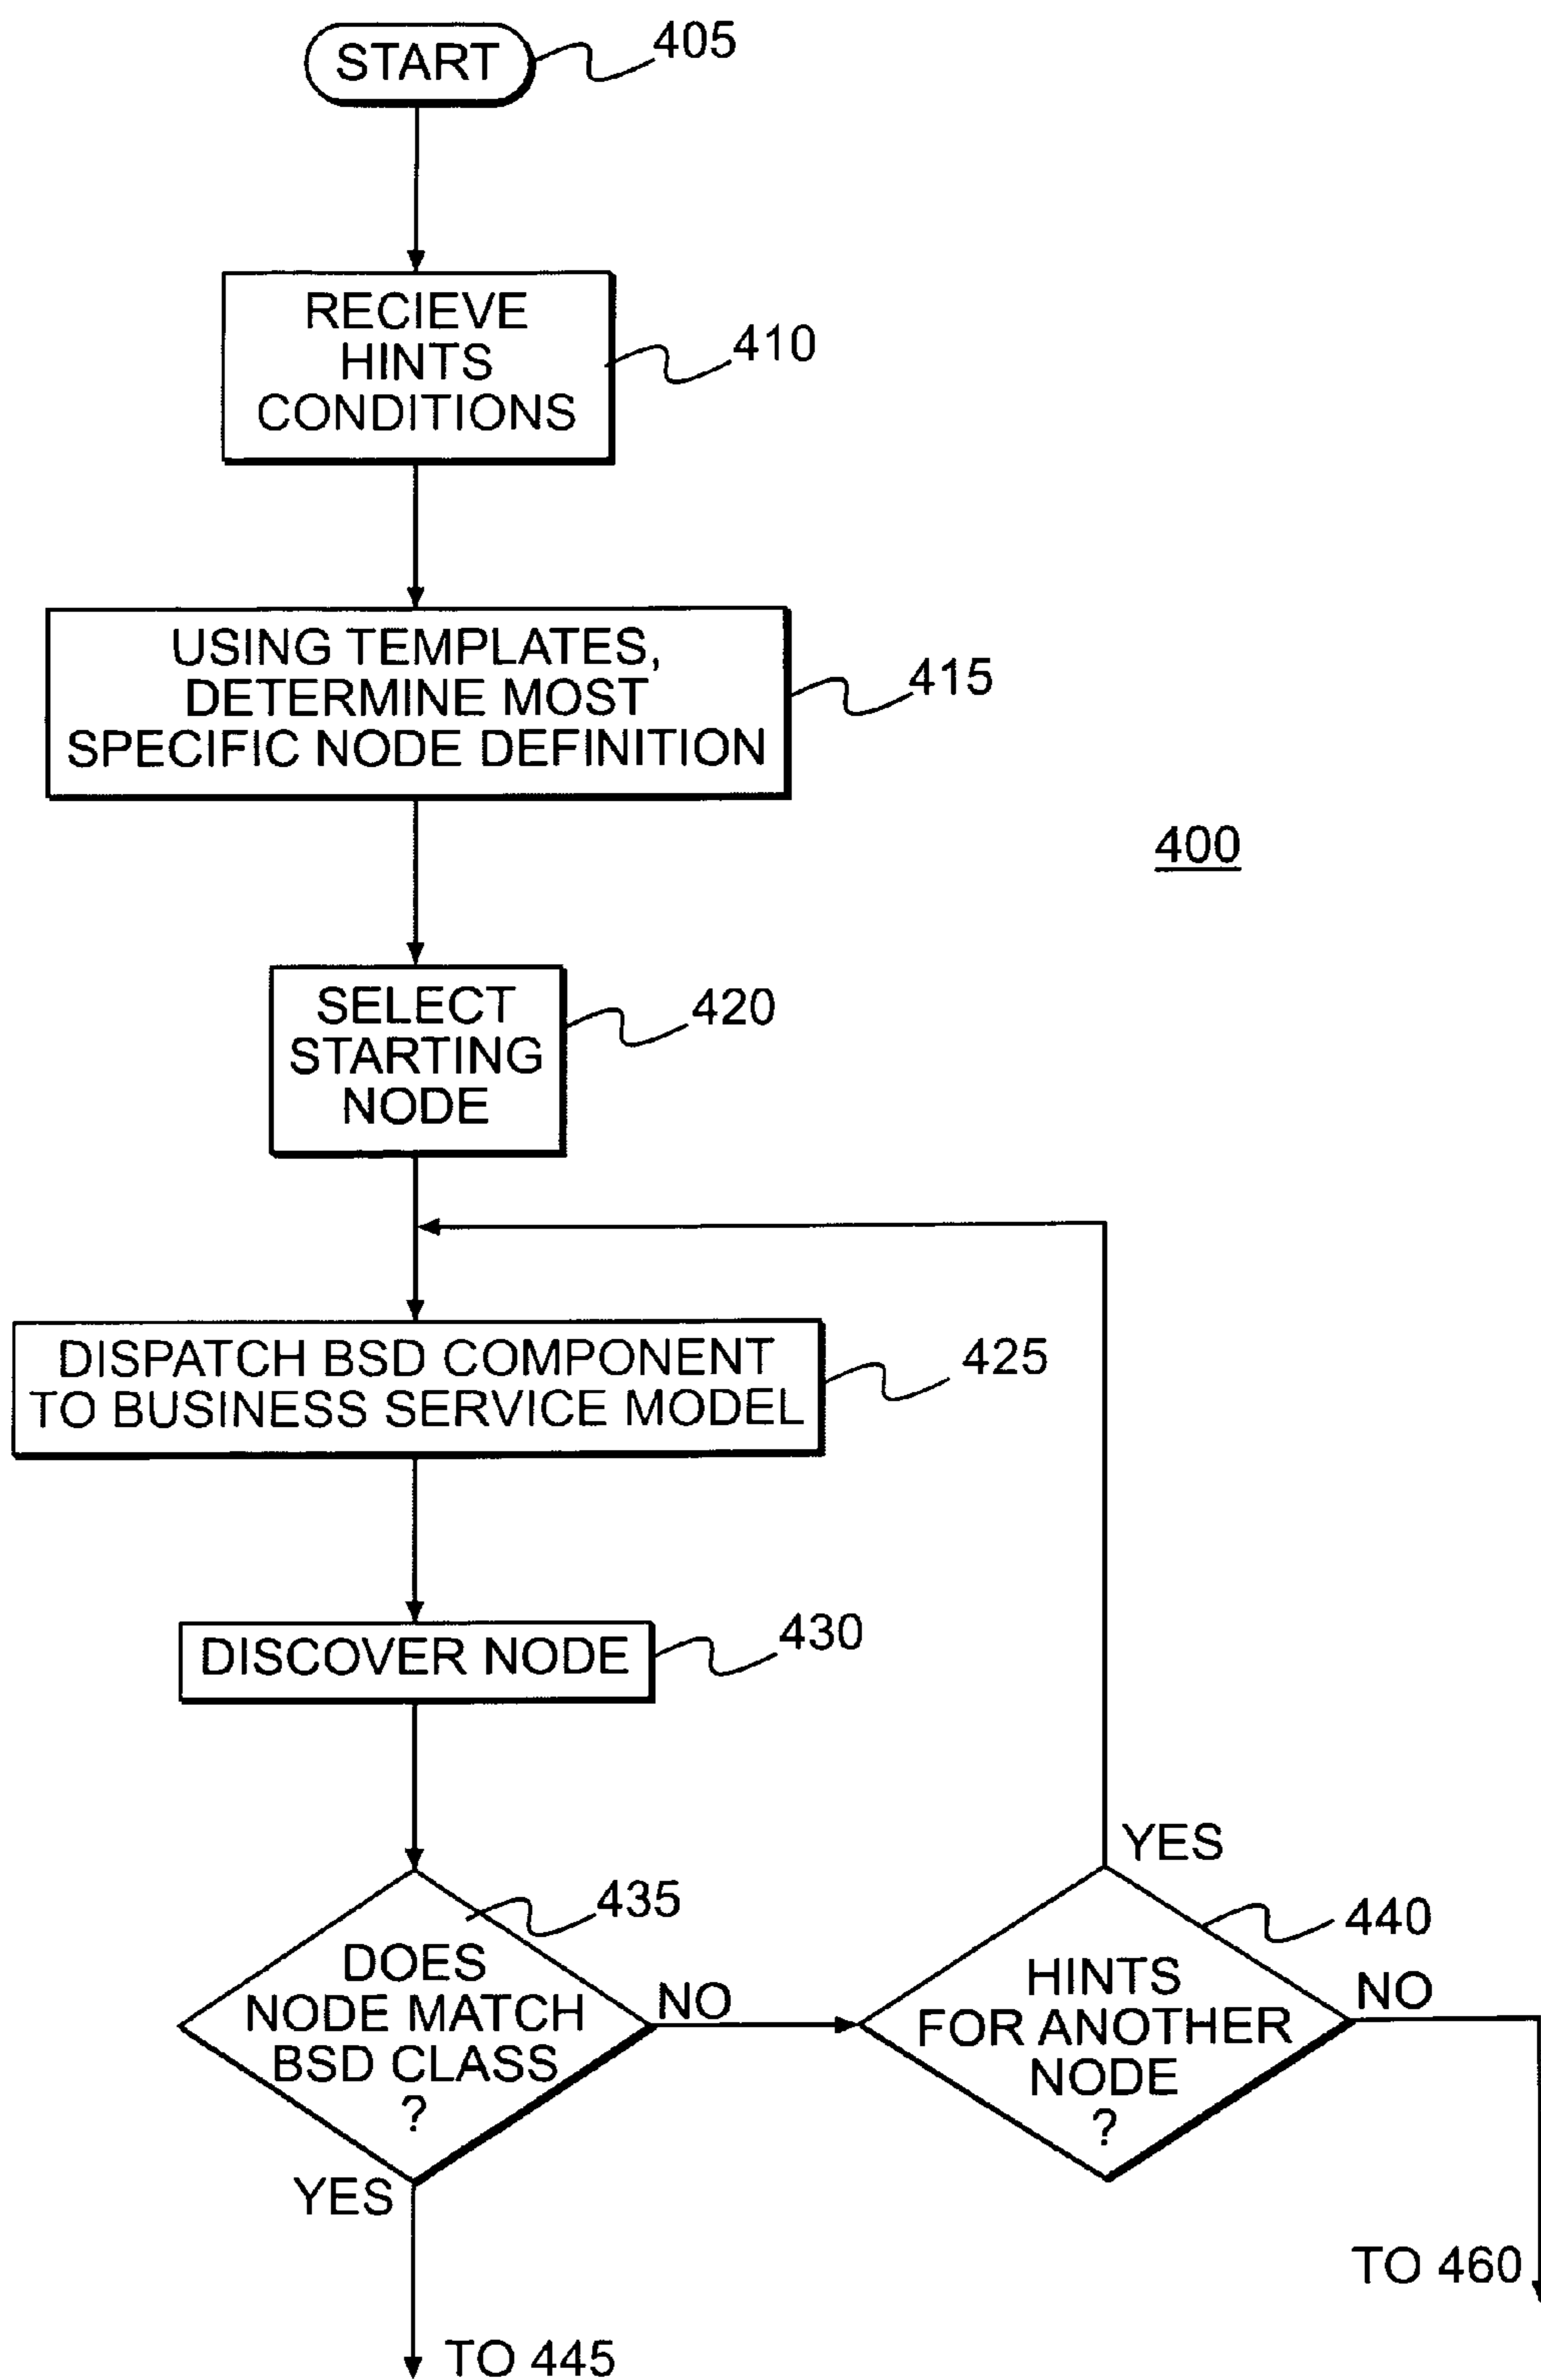 START
405
RECIEVE
HINTS
CONDITIONS
410
USING TEMPLATES,
DETERMINE MOST
SPECIFIC NODE DEFINITION
415
400
SELECT
STARTING
NODE
420
DISPATCH BSD COMPONENT
TO BUSINESS SERVICE MODEL
425
DISCOVER NODE
430
DOES
NODE MATCH
BSD CLASS
?
435
NO
YES
TO 445
HINTS
FOR ANOTHER
NODE
?
440
YES
NO
TO 460